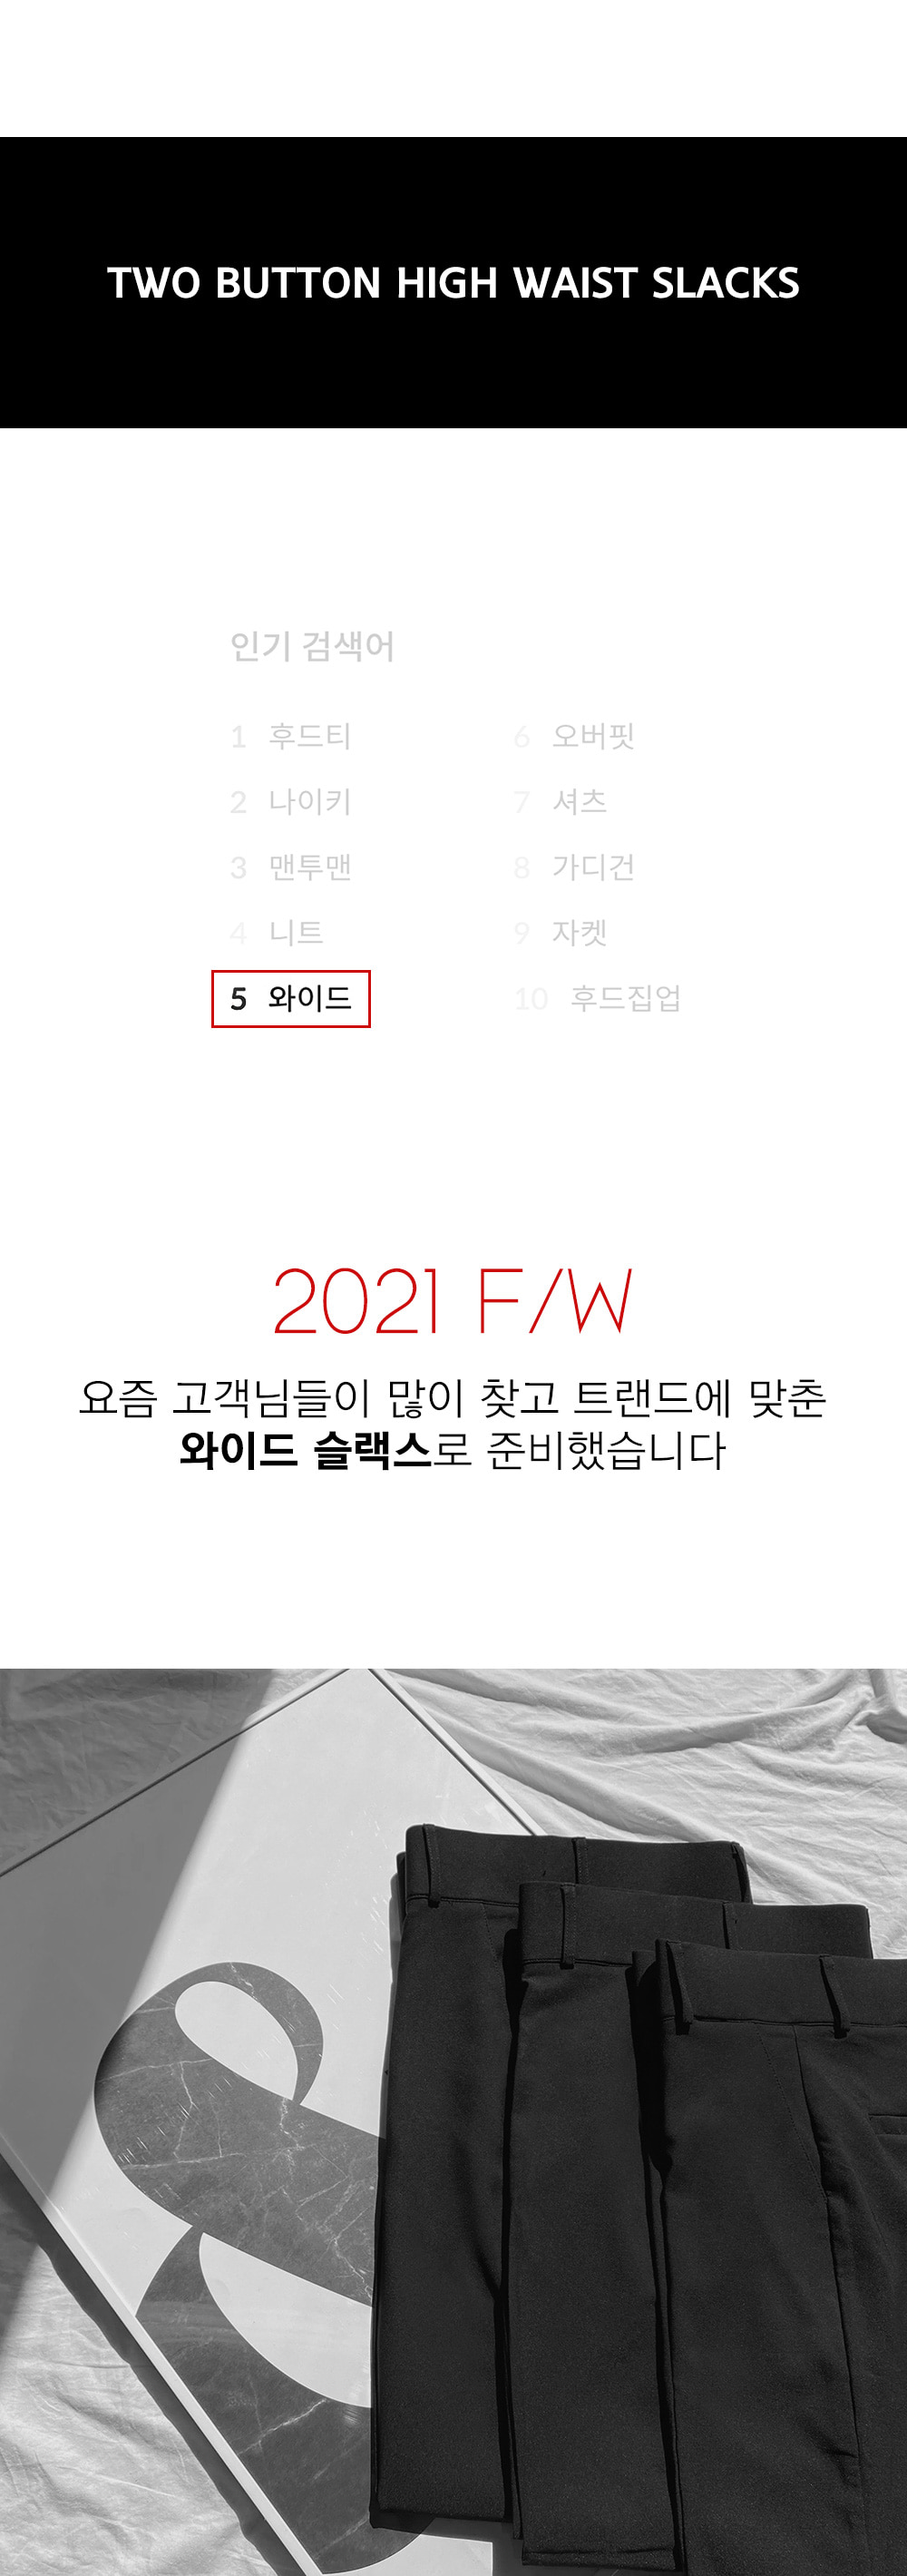 TWO BUTTON HIGH WAIST SLACKS
인기 검색어
1 후드티
2 나이키
3 맨투맨
4 니트
5 와이드
6 오버핏
7 셔츠
8 가디건
9 자켓
10 후드집업
2021 F/W
요즘 고객님들이 많이 찾고 트랜드에 맞춘
와이드 슬랙스로 준비했습니다